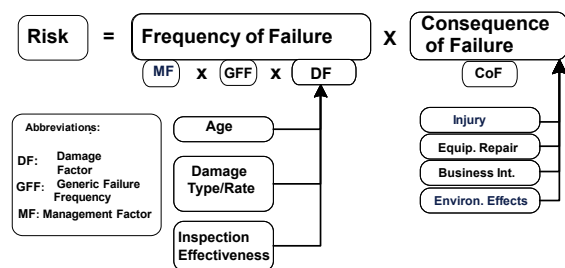 Risk = Frequency of Failure X Consequence of Failure
MF x GFF x DF
CoF
Abbreviations:
DF: Damage Factor
GFF: Generic Failure Frequency
MF: Management Factor
Age
Damage
Type/Rate
Inspection
Effectiveness
Injury
Equip. Repair
Business Int.
Environ. Effects